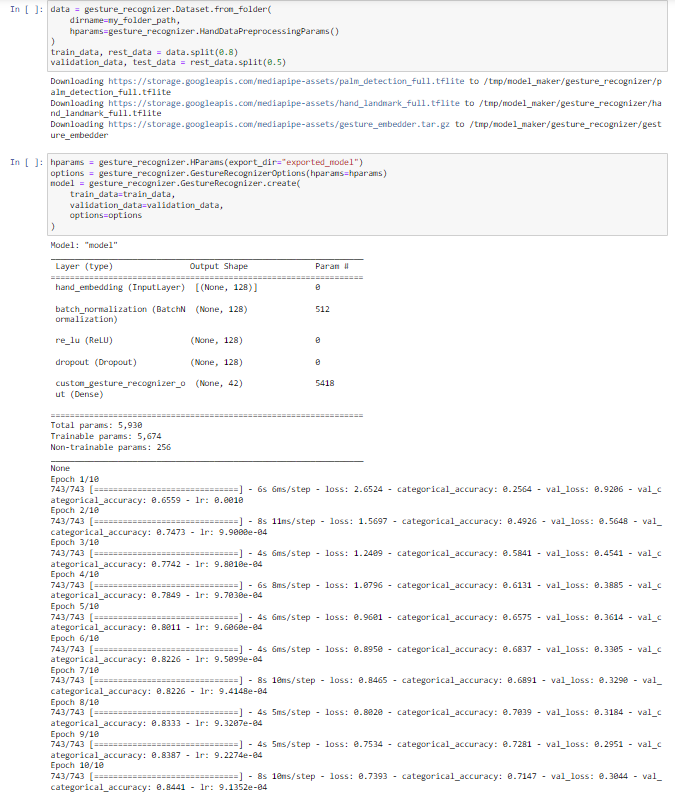 In [ ]: data = gesture_recognizer.Dataset.from_folder(
dirname=my_folder_path,
hparams=gesture_recognizer.HandDataPreprocessingParams()
)
train_data, rest_data = data.split(0.8)
validation_data, test_data = rest_data.split(0.5)
Downloading https://storage.googleapis.com/mediapipe-assets/palm_detection_full.tflite to /tmp/model_maker/gesture_recognizer/p
alm_detection_full.tflite
Downloading https://storage.googleapis.com/mediapipe-assets/hand_landmark_full.tflite to /tmp/model_maker/gesture_recognizer/ha
nd_landmark_full.tflite
Downloading https://storage.googleapis.com/mediapipe-assets/gesture_embedder.tar.gz to /tmp/model_maker/gesture_recognizer/gest
ure_embedder
In [ ]: hparams = gesture_recognizer.HParams(export_dir="exported_model")
options = gesture_recognizer.GestureRecognizerOptions(hparams=hparams)
model = gesture_recognizer.GestureRecognizer.create(
train_data=train_data,
validation_data=validation_data,
options=options
)
Model: "model"
Layer (type) Output Shape Param #
hand_embedding (InputLayer) [(None, 128)] 0
batch_normalization (BatchN (None, 128) 512
ormalization)
re_lu (ReLU) (None, 128) 0
dropout (Dropout) (None, 128) 0
custom_gesture_recognizer_o (None, 42) 5418
ut (Dense)
Total params: 5,930
Trainable params: 5,674
Non-trainable params: 256
None
Epoch 1/10
743/743 [==============================] - 6s 6ms/step - loss: 2.6524 - categorical_accuracy: 0.2564 - val_loss: 0.9206 - val_c
ategorical_accuracy: 0.6559 - lr: 0.0010
Epoch 2/10
743/743 [==============================] - 8s 11ms/step - loss: 1.5697 - categorical_accuracy: 0.4926 - val_loss: 0.5648 - val_
categorical_accuracy: 0.7473 - lr: 9.9000e-04
Epoch 3/10
743/743 [==============================] - 4s 6ms/step - loss: 1.2409 - categorical_accuracy: 0.5841 - val_loss: 0.4541 - val_c
ategorical_accuracy: 0.7742 - lr: 9.8010e-04
Epoch 4/10
743/743 [==============================] - 6s 8ms/step - loss: 1.0796 - categorical_accuracy: 0.6131 - val_loss: 0.3885 - val_c
ategorical_accuracy: 0.7849 - lr: 9.7030e-04
Epoch 5/10
743/743 [==============================] - 4s 6ms/step - loss: 0.9601 - categorical_accuracy: 0.6575 - val_loss: 0.3614 - val_c
ategorical_accuracy: 0.8011 - lr: 9.6060e-04
Epoch 6/10
743/743 [==============================] - 4s 6ms/step - loss: 0.8950 - categorical_accuracy: 0.6837 - val_loss: 0.3305 - val_c
ategorical_accuracy: 0.8226 - lr: 9.5099e-04
Epoch 7/10
743/743 [==============================] - 8s 10ms/step - loss: 0.8465 - categorical_accuracy: 0.6891 - val_loss: 0.3290 - val_
categorical_accuracy: 0.8226 - lr: 9.4148e-04
Epoch 8/10
743/743 [==============================] - 4s 5ms/step - loss: 0.8020 - categorical_accuracy: 0.7039 - val_loss: 0.3184 - val_c
ategorical_accuracy: 0.8333 - lr: 9.3207e-04
Epoch 9/10
743/743 [==============================] - 4s 5ms/step - loss: 0.7534 - categorical_accuracy: 0.7281 - val_loss: 0.2951 - val_c
ategorical_accuracy: 0.8387 - lr: 9.2274e-04
Epoch 10/10
743/743 [==============================] - 8s 10ms/step - loss: 0.7393 - categorical_accuracy: 0.7147 - val_loss: 0.3044 - val_
categorical_accuracy: 0.8441 - lr: 9.1352e-04